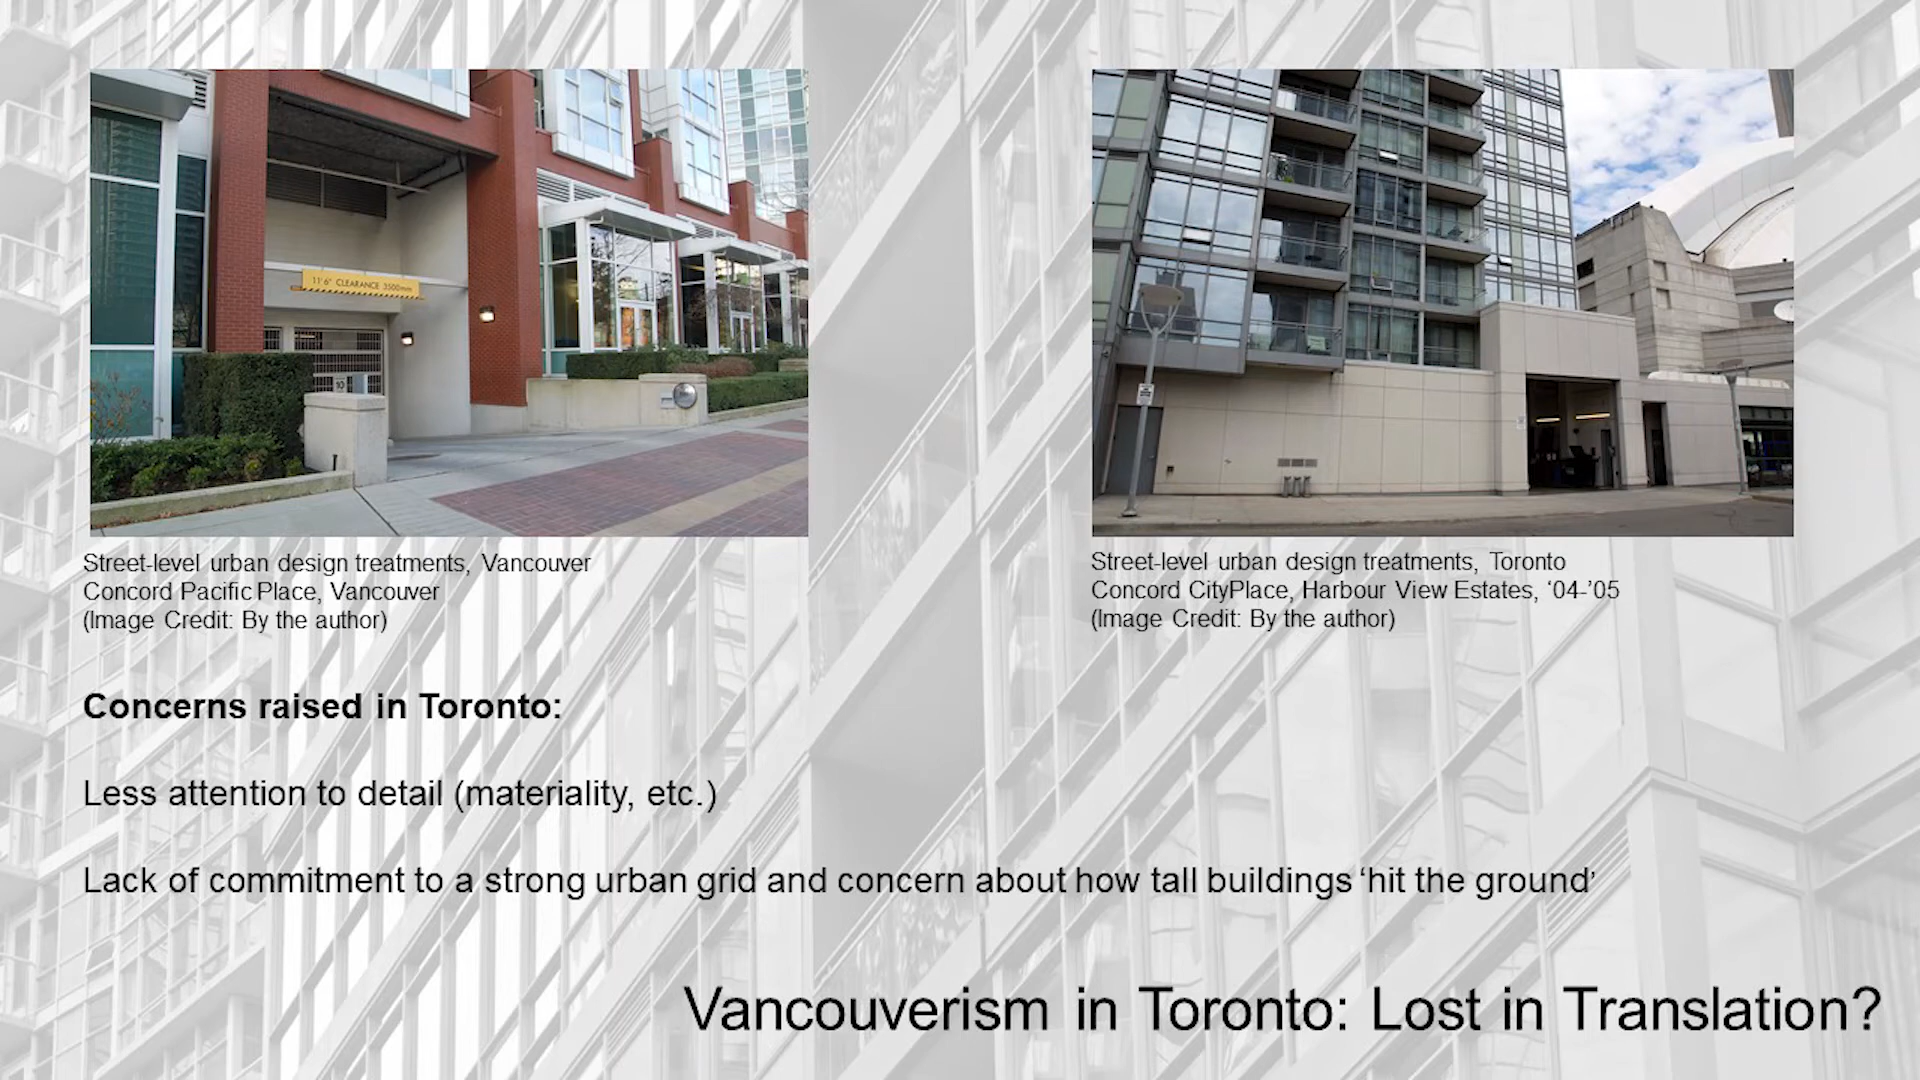 11'6" CLEARANCE 3500mm
10
Street-level urban design treatments, Vancouver
Concord Pacific Place, Vancouver
(Image Credit: By the author)
Street-level urban design treatments, Toronto
Concord CityPlace, Harbour View Estates, ‘04-’05
(Image Credit: By the author)
Concerns raised in Toronto:
Less attention to detail (materiality, etc.)
Lack of commitment to a strong urban grid and concern about how tall buildings ‘hit the ground’
Vancouverism in Toronto: Lost in Translation?